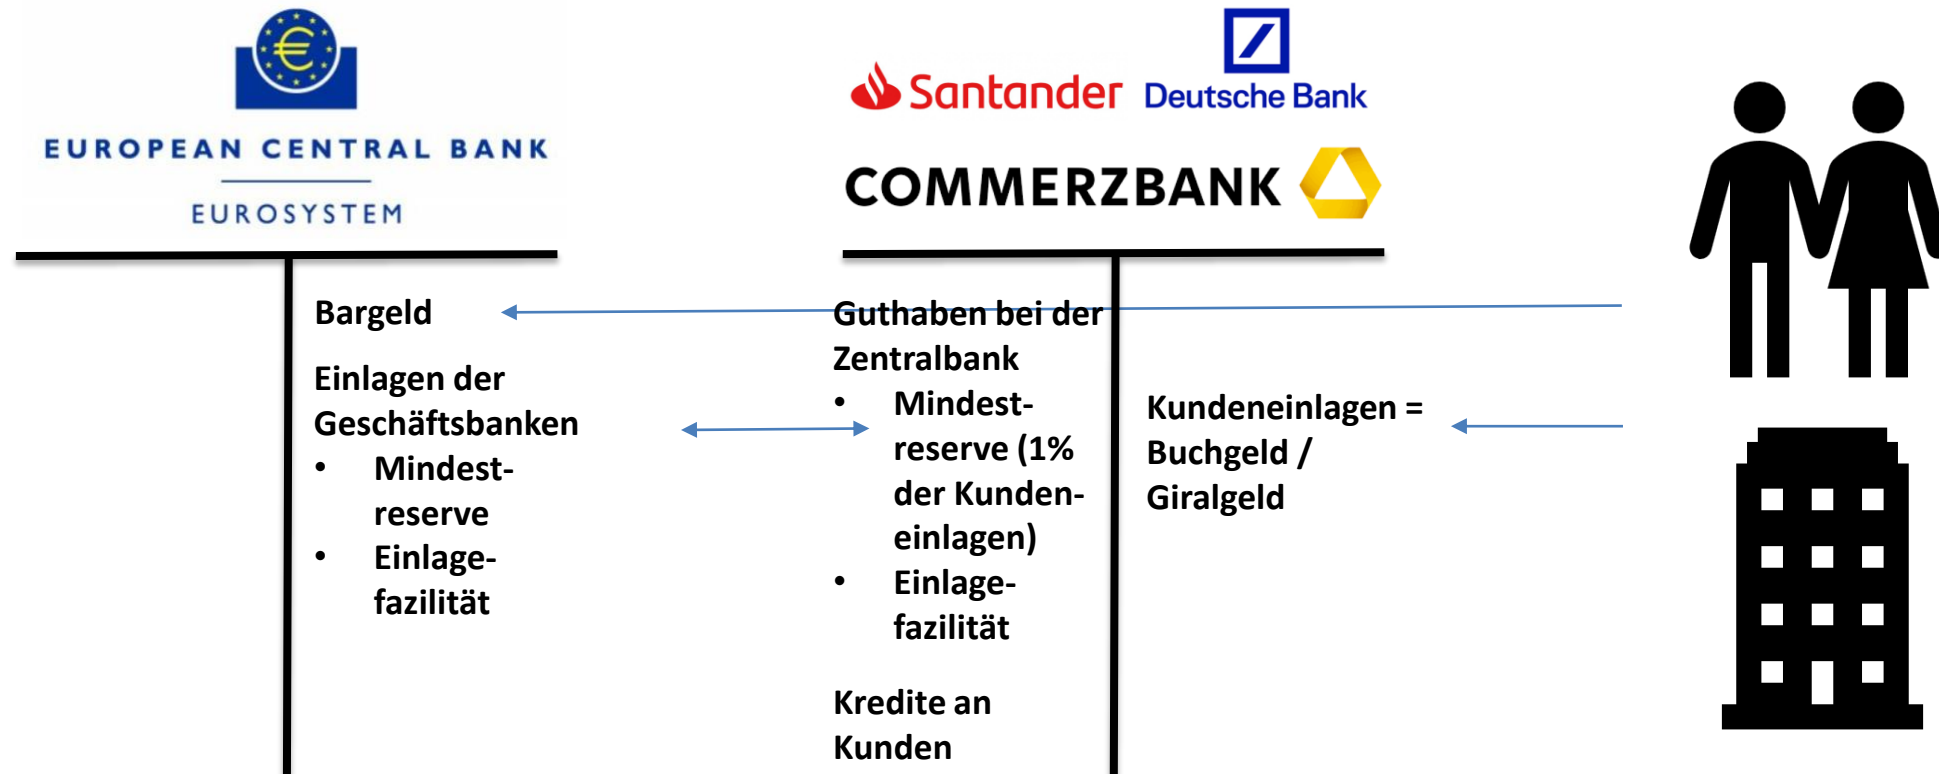 EUROPEAN CENTRAL BANK
EUROSYSTEM
Santander
Deutsche Bank
COMMERZBANK
Bargeld
Einlagen der
Geschäftsbanken
• Mindest-
reserve
• Einlage-
fazilität
Guthaben bei der
Zentralbank
• Mindest-
reserve (1%
der Kunden-
einlagen)
• Einlage-
fazilität
Kredite an
Kunden
Kundeneinlagen =
Buchgeld /
Giralgeld